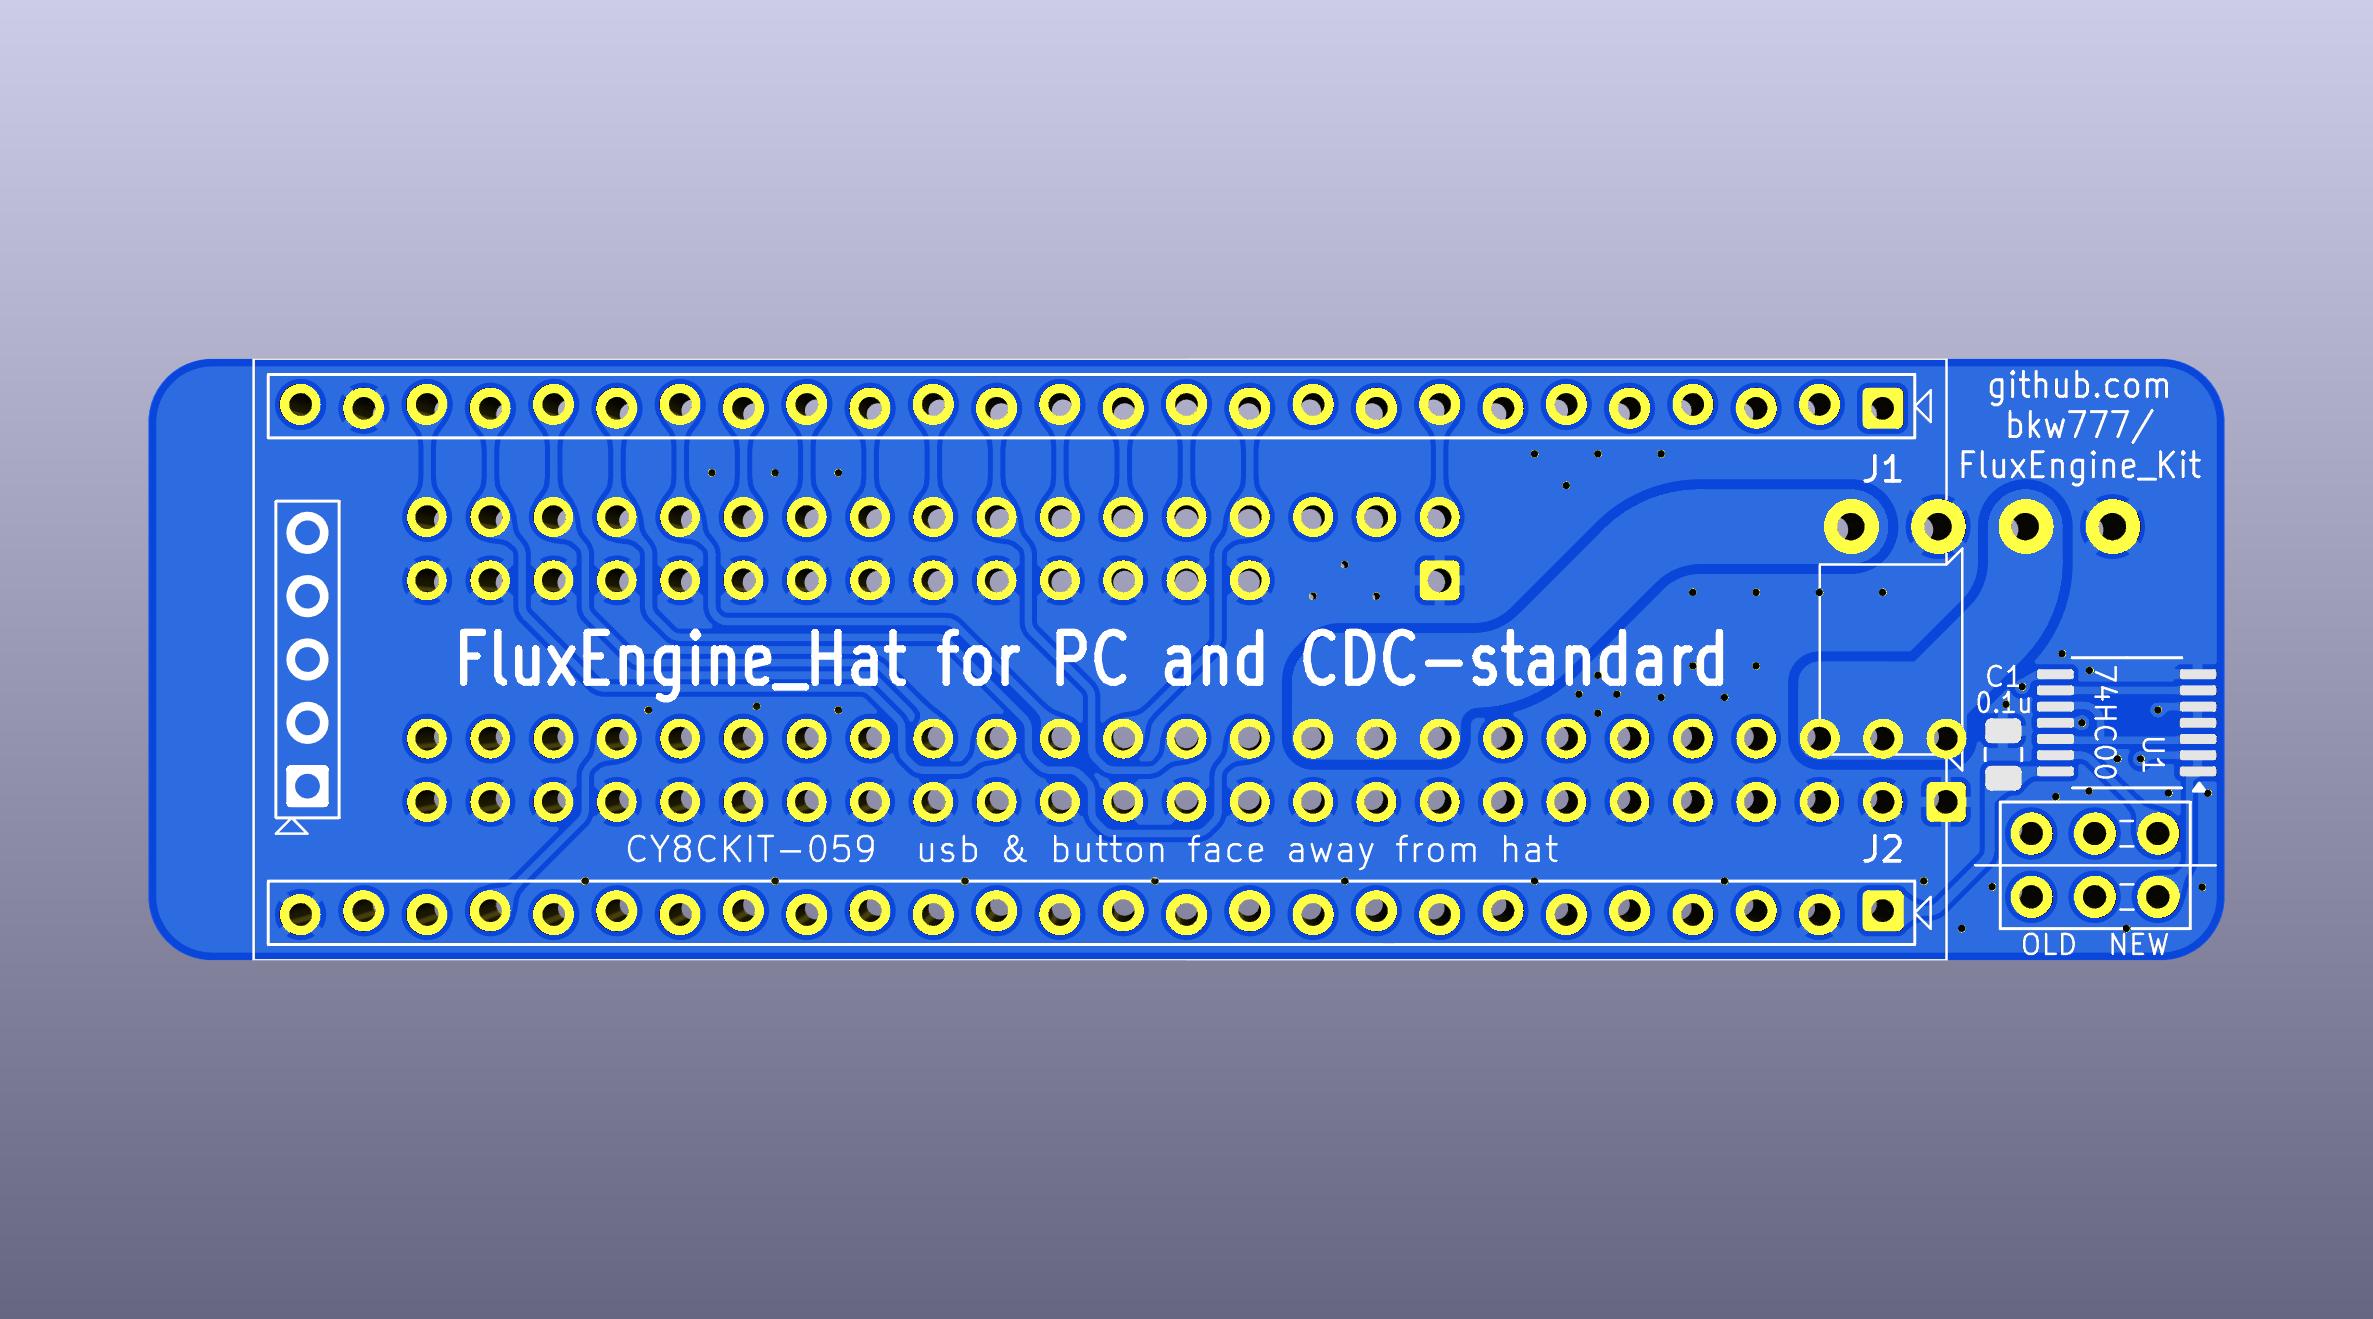 github.com
bkw777/
FluxEngine_Kit
J1
FluxEngine_Hat for PC and CDC-standard
C1
0.1u
74HC00
U1
CY8CKIT-059 usb & button face away from hat
J2
OLD NEW